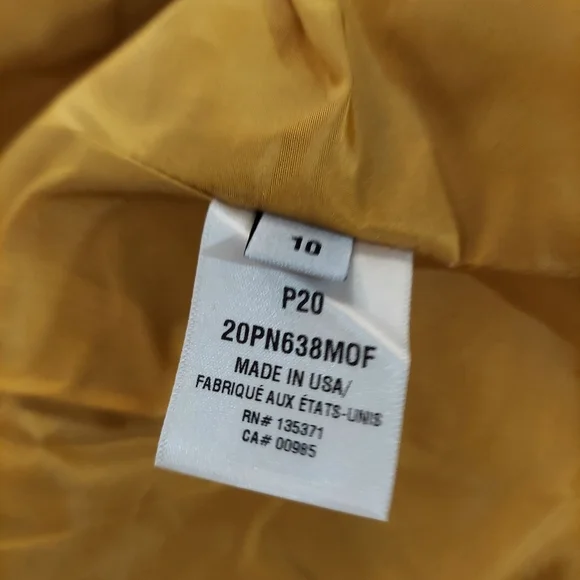 10
P20
20PN638MOF
MADE IN USA/
FABRIQUÉ AUX ÉTATS-UNIS
RN# 135371
CA# 00985